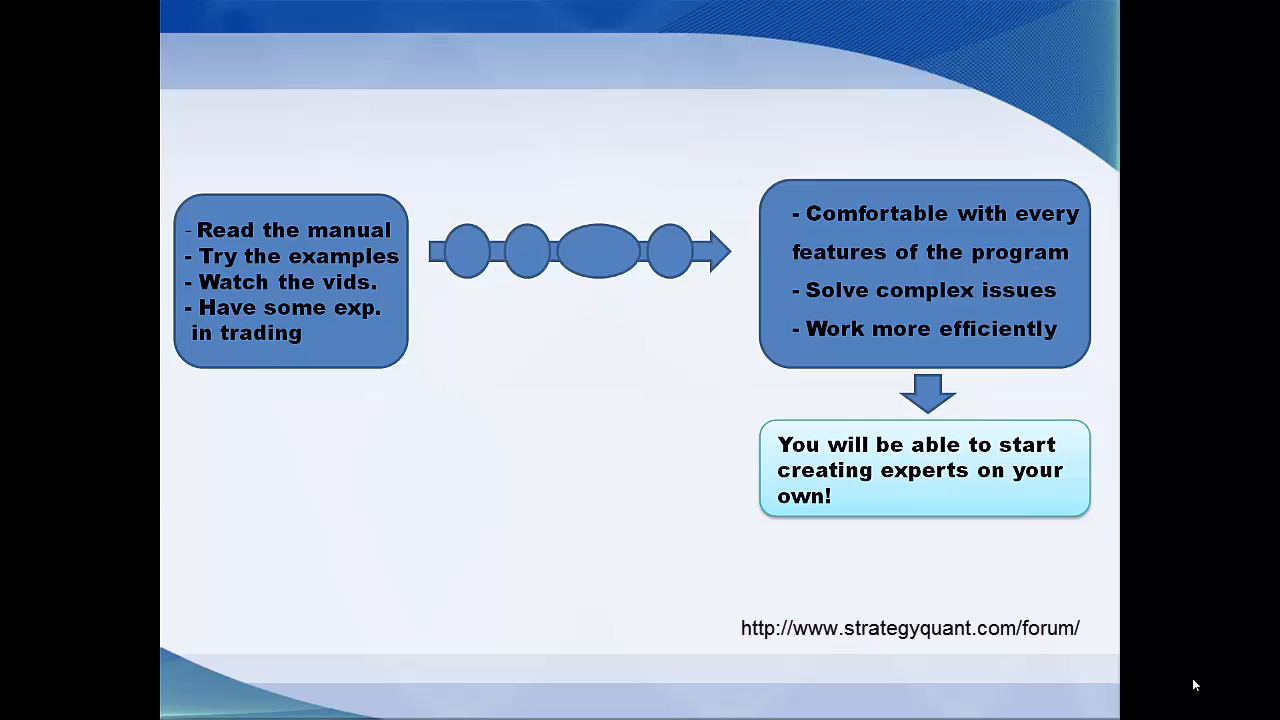 - Read the manual
- Try the examples
- Watch the vids.
- Have some exp.
in trading
- Comfortable with every
features of the program
- Solve complex issues
- Work more efficiently
You will be able to start
creating experts on your
own!
http://www.strategyquant.com/forum/